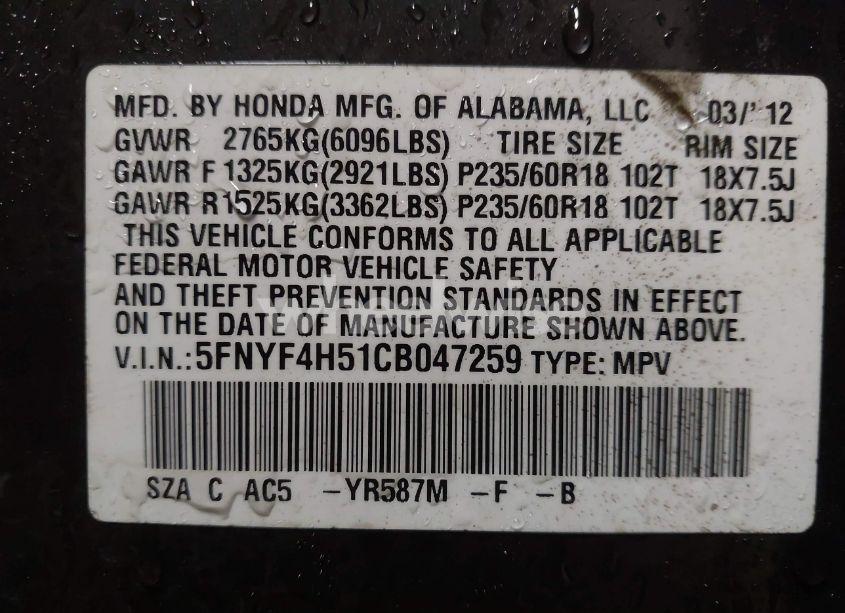 MFD. BY HONDA MFG. OF ALABAMA, LLC 03/'12
GVWR 2765KG(6096LBS) TIRE SIZE RIM SIZE
GAWR F 1325KG(2921LBS) P235/60R18 102T 18X7.5J
GAWR R1525KG(3362LBS) P235/60R18 102T 18X7.5J
THIS VEHICLE CONFORMS TO ALL APPLICABLE
FEDERAL MOTOR VEHICLE SAFETY
AND THEFT PREVENTION STANDARDS IN EFFECT
ON THE DATE OF MANUFACTURE SHOWN ABOVE.
V.I.N.:5FNYF4H51CB047259 TYPE: MPV
SZA C AC5 -YR587M -F -B